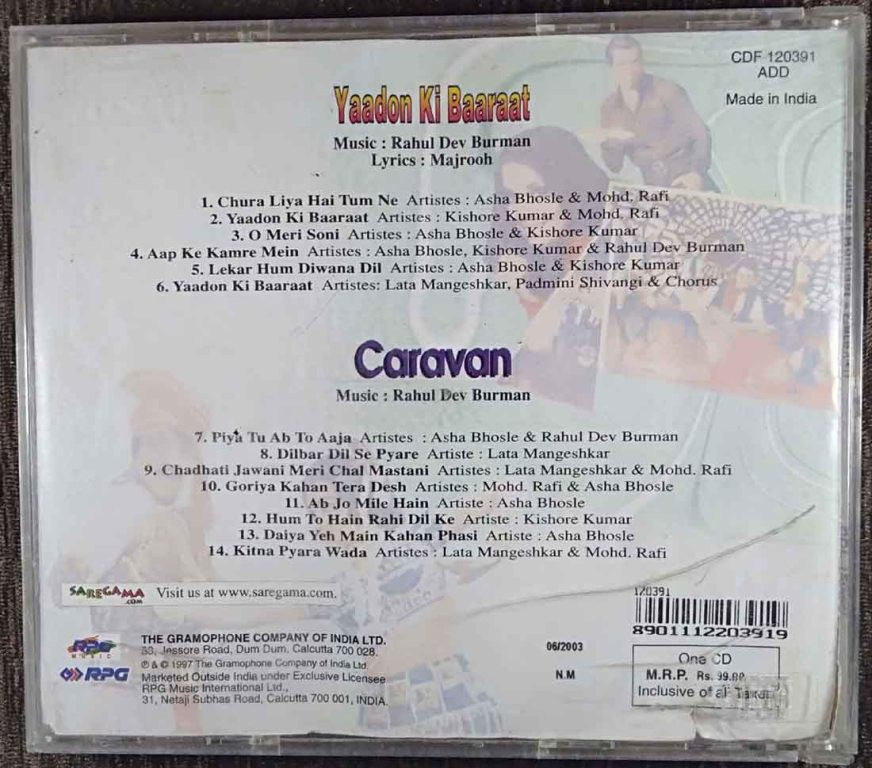 CDF 120391
ADD
Made in India
Yaadon Ki Baaraat
Music : Rahul Dev Burman
Lyrics : Majrooh
1. Chura Liya Hai Tum Ne Artistes : Asha Bhosle & Mohd. Rafi
2. Yaadon Ki Baaraat Artistes : Kishore Kumar & Mohd. Rafi
3. O Meri Soni Artistes : Asha Bhosle & Kishore Kumar
4. Aap Ke Kamre Mein Artistes : Asha Bhosle, Kishore Kumar & Rahul Dev Burman
5. Lekar Hum Diwana Dil Artistes : Asha Bhosle & Kishore Kumar
6. Yaadon Ki Baaraat Artistes: Lata Mangeshkar, Padmini Shivangi & Chorus
Caravan
Music : Rahul Dev Burman
7. Piya Tu Ab To Aaja Artistes : Asha Bhosle & Rahul Dev Burman
8. Dilbar Dil Se Pyare Artiste : Lata Mangeshkar
9. Chadhati Jawani Meri Chal Mastani Artistes : Lata Mangeshkar & Mohd. Rafi
10. Goriya Kahan Tera Desh Artistes : Mohd. Rafi & Asha Bhosle
11. Ab Jo Mile Hain Artiste : Asha Bhosle
12. Hum To Hain Rahi Dil Ke Artiste : Kishore Kumar
13. Daiya Yeh Main Kahan Phasi Artiste : Asha Bhosle
14. Kitna Pyara Wada Artistes : Lata Mangeshkar & Mohd. Rafi
SAREGAMA .COM Visit us at www.saregama.com.
RPG MUSIC
RPG
THE GRAMOPHONE COMPANY OF INDIA LTD.
33, Jessore Road, Dum Dum, Calcutta 700 028.
℗ & © 1997 The Gramophone Company of India Ltd.
Marketed Outside India under Exclusive Licensee
RPG Music International Ltd.,
31, Netaji Subhas Road, Calcutta 700 001, INDIA.
06/2003
N.M
120391
8901112203919
One CD
M.R.P. Rs. 99.00
Inclusive of all Taxes